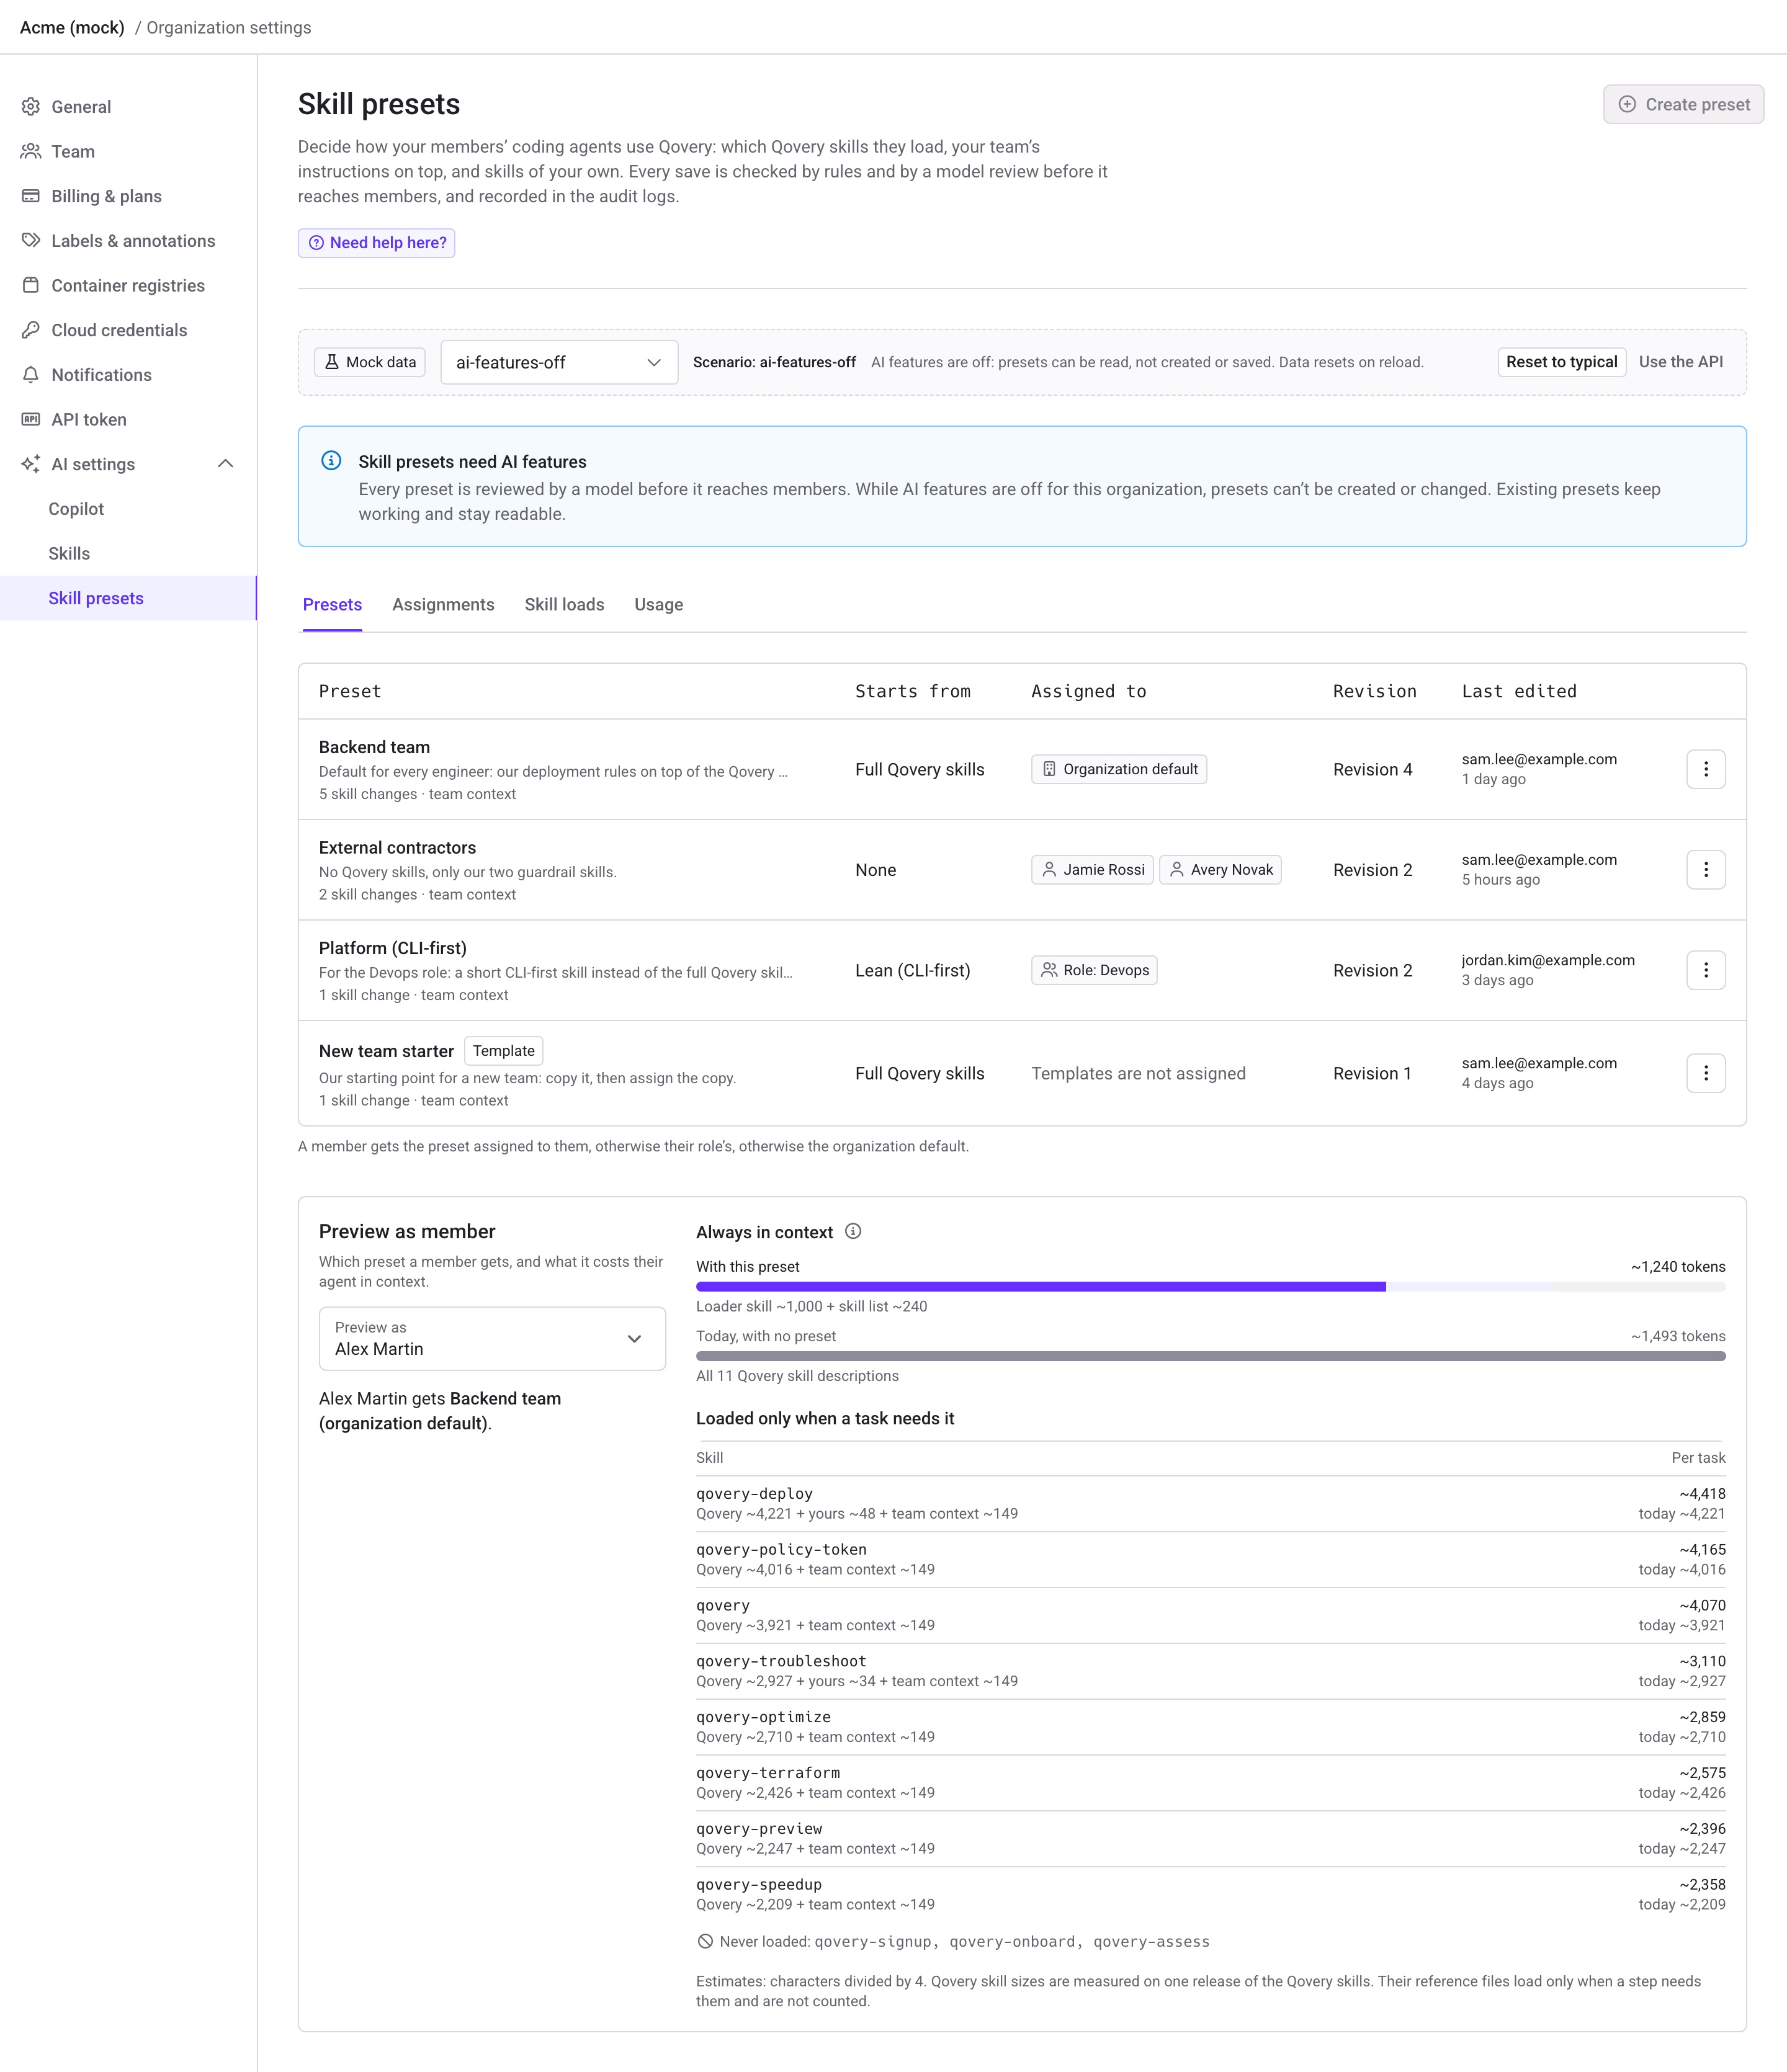 Acme (mock) / Organization settings
General
Team
Billing & plans
Labels & annotations
Container registries
Cloud credentials
Notifications
API token
AI settings
Copilot
Skills
Skill presets
Skill presets
Create preset
Decide how your members’ coding agents use Qovery: which Qovery skills they load, your team’s
instructions on top, and skills of your own. Every save is checked by rules and by a model review before it
reaches members, and recorded in the audit logs.
Need help here?
Mock data
ai-features-off
Scenario: ai-features-off
AI features are off: presets can be read, not created or saved. Data resets on reload.
Reset to typical
Use the API
Skill presets need AI features
Every preset is reviewed by a model before it reaches members. While AI features are off for this organization, presets can’t be created or changed. Existing presets keep
working and stay readable.
Presets
Assignments
Skill loads
Usage
Preset
Starts from
Assigned to
Revision
Last edited
Backend team
Default for every engineer: our deployment rules on top of the Qovery ...
5 skill changes · team context
Full Qovery skills
Organization default
Revision 4
sam.lee@example.com
1 day ago
External contractors
No Qovery skills, only our two guardrail skills.
2 skill changes · team context
None
Jamie Rossi
Avery Novak
Revision 2
sam.lee@example.com
5 hours ago
Platform (CLI-first)
For the Devops role: a short CLI-first skill instead of the full Qovery skil...
1 skill change · team context
Lean (CLI-first)
Role: Devops
Revision 2
jordan.kim@example.com
3 days ago
New team starter
Template
Our starting point for a new team: copy it, then assign the copy.
1 skill change · team context
Full Qovery skills
Templates are not assigned
Revision 1
sam.lee@example.com
4 days ago
A member gets the preset assigned to them, otherwise their role’s, otherwise the organization default.
Preview as member
Which preset a member gets, and what it costs their
agent in context.
Preview as
Alex Martin
Alex Martin gets Backend team
(organization default).
Always in context
With this preset
~1,240 tokens
Loader skill ~1,000 + skill list ~240
Today, with no preset
~1,493 tokens
All 11 Qovery skill descriptions
Loaded only when a task needs it
Skill
Per task
qovery-deploy
~4,418
Qovery ~4,221 + yours ~48 + team context ~149
today ~4,221
qovery-policy-token
~4,165
Qovery ~4,016 + team context ~149
today ~4,016
qovery
~4,070
Qovery ~3,921 + team context ~149
today ~3,921
qovery-troubleshoot
~3,110
Qovery ~2,927 + yours ~34 + team context ~149
today ~2,927
qovery-optimize
~2,859
Qovery ~2,710 + team context ~149
today ~2,710
qovery-terraform
~2,575
Qovery ~2,426 + team context ~149
today ~2,426
qovery-preview
~2,396
Qovery ~2,247 + team context ~149
today ~2,247
qovery-speedup
~2,358
Qovery ~2,209 + team context ~149
today ~2,209
Never loaded: qovery-signup, qovery-onboard, qovery-assess
Estimates: characters divided by 4. Qovery skill sizes are measured on one release of the Qovery skills. Their reference files load only when a step needs
them and are not counted.